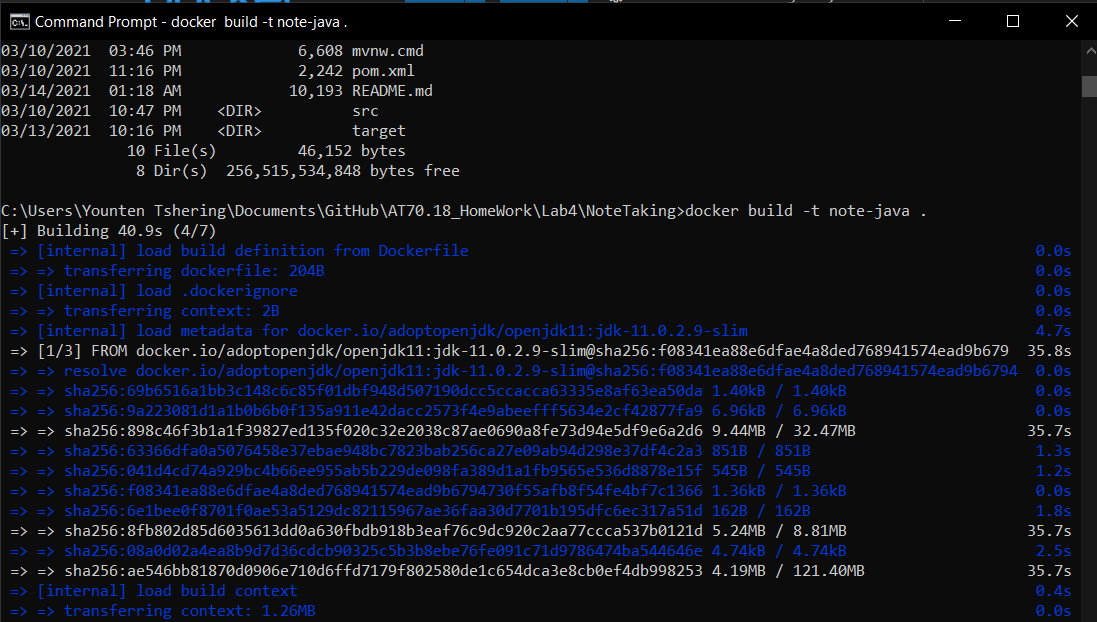 Command Prompt - docker  build -t note-java .
03/10/2021  03:46 PM             6,608 mvnw.cmd
03/10/2021  11:16 PM             2,242 pom.xml
03/14/2021  01:18 AM            10,193 README.md
03/10/2021  10:47 PM    <DIR>          src
03/13/2021  10:16 PM    <DIR>          target
              10 File(s)         46,152 bytes
               8 Dir(s)  256,515,534,848 bytes free
C:\Users\Younten Tshering\Documents\GitHub\AT70.18_HomeWork\Lab4\NoteTaking>docker build -t note-java .
[+] Building 40.9s (4/7)
 => [internal] load build definition from Dockerfile 0.0s
 => => transferring dockerfile: 204B 0.0s
 => [internal] load .dockerignore 0.0s
 => => transferring context: 2B 0.0s
 => [internal] load metadata for docker.io/adoptopenjdk/openjdk11:jdk-11.0.2.9-slim 4.7s
 => [1/3] FROM docker.io/adoptopenjdk/openjdk11:jdk-11.0.2.9-slim@sha256:f08341ea88e6dfae4a8ded768941574ead9b679 35.8s
 => => resolve docker.io/adoptopenjdk/openjdk11:jdk-11.0.2.9-slim@sha256:f08341ea88e6dfae4a8ded768941574ead9b6794 0.0s
 => => sha256:69b6516a1bb3c148c6c85f01dbf948d507190dcc5ccacca63335e8af63ea50da 1.40kB / 1.40kB 0.0s
 => => sha256:9a223081d1a1b0b6b0f135a911e42dacc2573f4e9abeefff5634e2cf42877fa9 6.96kB / 6.96kB 0.0s
 => => sha256:898c46f3b1a1f39827ed135f020c32e2038c87ae0690a8fe73d94e5df9e6a2d6 9.44MB / 32.47MB 35.7s
 => => sha256:63366dfa0a5076458e37ebae948bc7823bab256ca27e09ab94d298e37df4c2a3 851B / 851B 1.3s
 => => sha256:041d4cd74a929bc4b66ee955ab5b229de098fa389d1a1fb9565e536d8878e15f 545B / 545B 1.2s
 => => sha256:f08341ea88e6dfae4a8ded768941574ead9b6794730f55afb8f54fe4bf7c1366 1.36kB / 1.36kB 0.0s
 => => sha256:6e1bee0f8701f0ae53a5129dc82115967ae36faa30d7701b195dfc6ec317a51d 162B / 162B 1.8s
 => => sha256:8fb802d85d6035613dd0a630fbdb918b3eaf76c9dc920c2aa77ccca537b0121d 5.24MB / 8.81MB 35.7s
 => => sha256:08a0d02a4ea8b9d7d36cdcb90325c5b3b8ebe76fe091c71d9786474ba544646e 4.74kB / 4.74kB 2.5s
 => => sha256:ae546bb81870d0906e710d6ffd7179f802580de1c654dca3e8cb0ef4db998253 4.19MB / 121.40MB 35.7s
 => [internal] load build context 0.4s
 => => transferring context: 1.26MB 0.0s